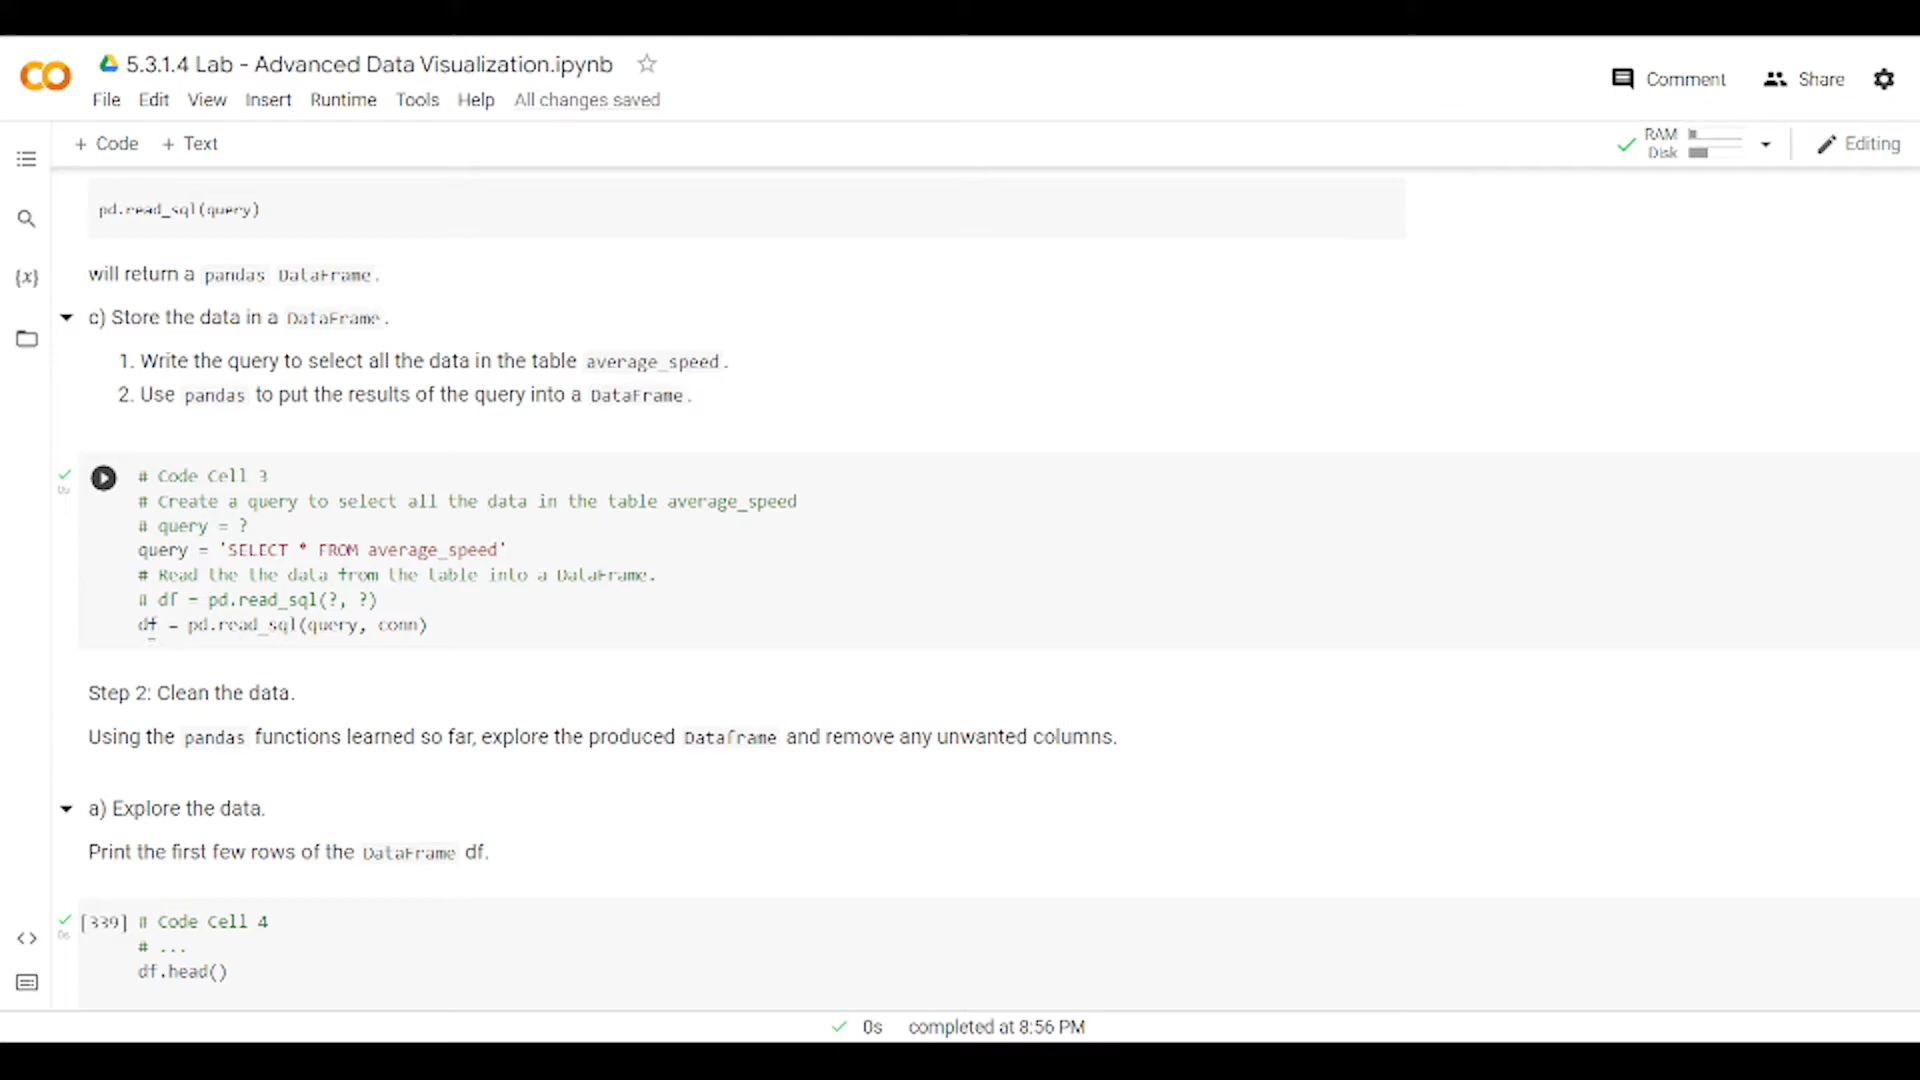 5.3.1.4 Lab - Advanced Data Visualization.ipynb
Comment
Share
File Edit View Insert Runtime Tools Help All changes saved
+ Code + Text
RAM
Disk
Editing
pd.read_sql(query)
will return a pandas DataFrame.
c) Store the data in a DataFrame.
1. Write the query to select all the data in the table average_speed.
2. Use pandas to put the results of the query into a DataFrame.
{x}
0s
# Code Cell 3
# Create a query to select all the data in the table average_speed
# query = ?
query = 'SELECT * FROM average_speed'
# Read the the data from the table into a DataFrame.
# df = pd.read_sql(?, ?)
df = pd.read_sql(query, conn)
Step 2: Clean the data.
Using the pandas functions learned so far, explore the produced Dataframe and remove any unwanted columns.
a) Explore the data.
Print the first few rows of the DataFrame df.
0s
[339] # Code Cell 4
# ...
df.head()
0s completed at 8:56 PM